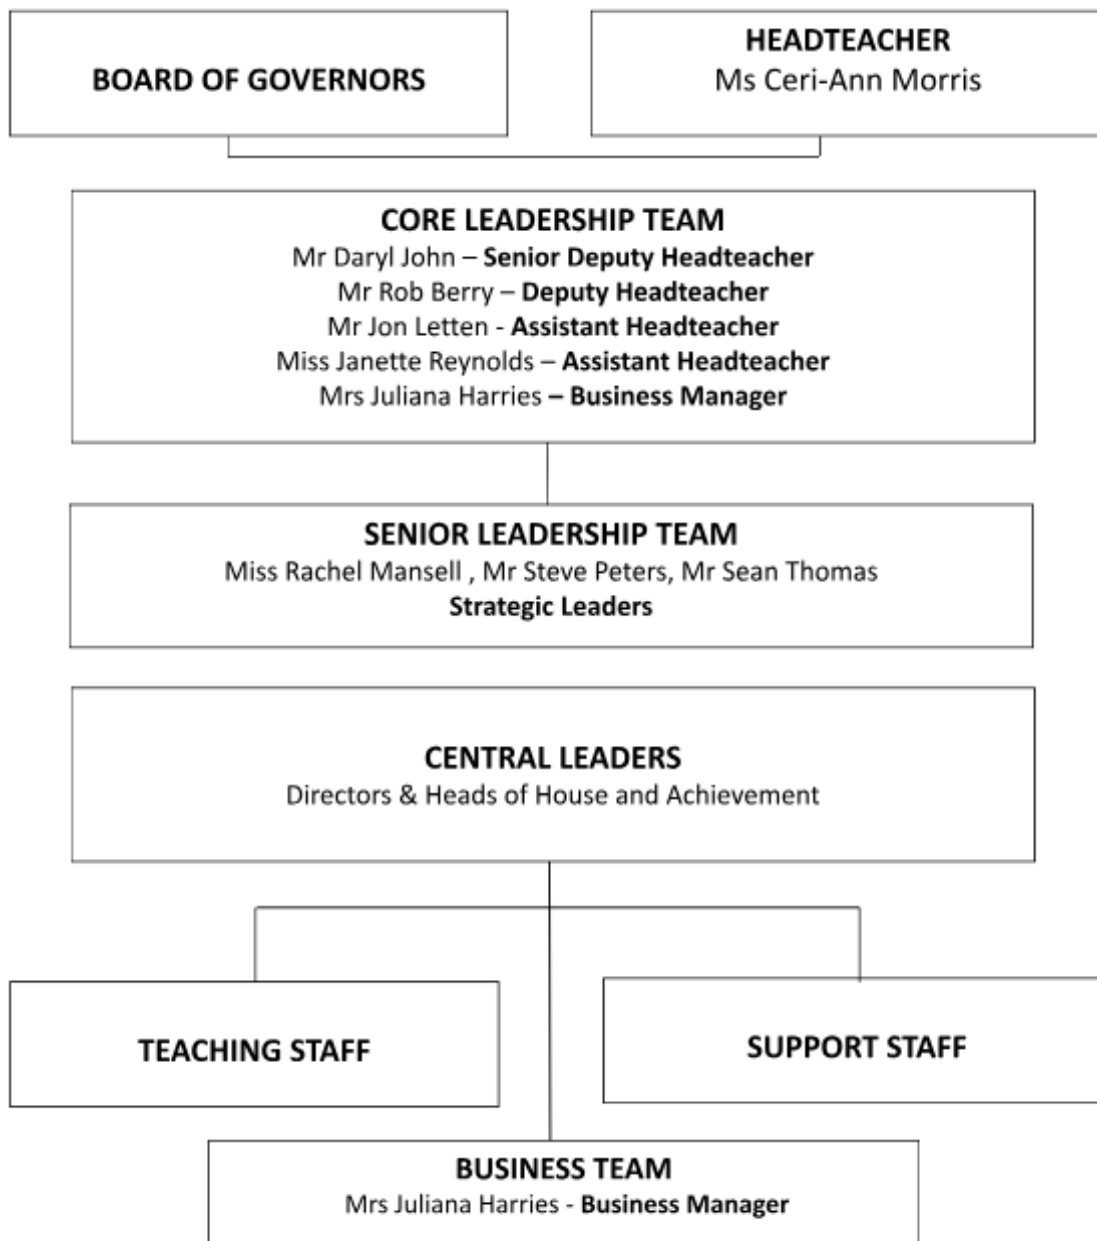 BOARD OF GOVERNORS
HEADTEACHER
Ms Ceri-Ann Morris
CORE LEADERSHIP TEAM
Mr Daryl John – Senior Deputy Headteacher
Mr Rob Berry – Deputy Headteacher
Mr Jon Letten - Assistant Headteacher
Miss Janette Reynolds – Assistant Headteacher
Mrs Juliana Harries – Business Manager
SENIOR LEADERSHIP TEAM
Miss Rachel Mansell , Mr Steve Peters, Mr Sean Thomas
Strategic Leaders
CENTRAL LEADERS
Directors & Heads of House and Achievement
TEACHING STAFF
SUPPORT STAFF
BUSINESS TEAM
Mrs Juliana Harries - Business Manager